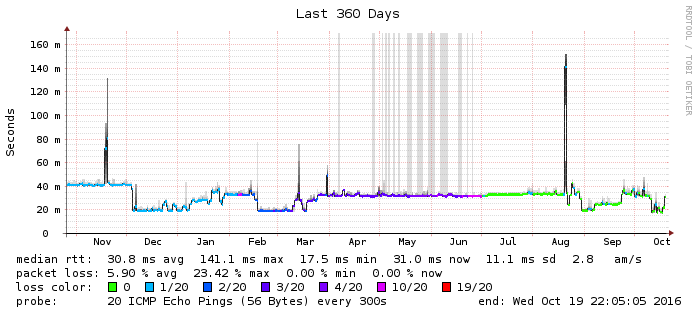 Last 360 Days
RRDTOOL / TOBI OETIKER
Seconds
160 m
140 m
120 m
100 m
80 m
60 m
40 m
20 m
0
Nov Dec Jan Feb Mar Apr May Jun Jul Aug Sep Oct
median rtt: 30.8 ms avg 141.1 ms max 17.5 ms min 31.0 ms now 11.1 ms sd 2.8 am/s
packet loss: 5.90 % avg 23.42 % max 0.00 % min 0.00 % now
loss color: 0 1/20 2/20 3/20 4/20 10/20 19/20
probe: 20 ICMP Echo Pings (56 Bytes) every 300s end: Wed Oct 19 22:05:05 2016